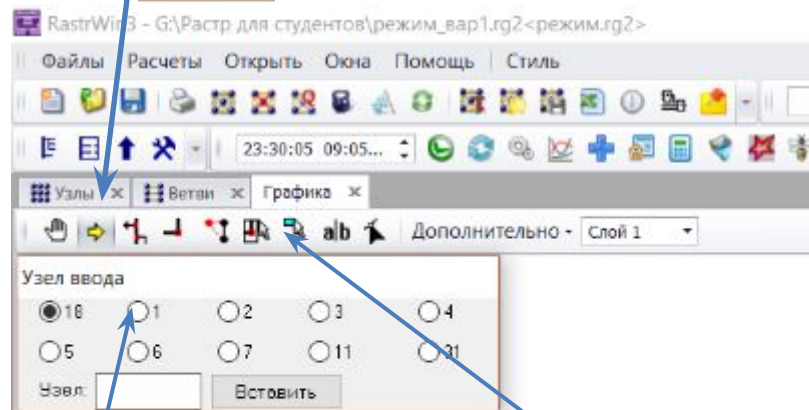 RastrWin3 - G:\Растр для студентов\режим_вар1.rg2<режим.rg2>
Файлы Расчеты Открыть Окна Помощь Стиль
23:30:05 09:05...
Узлы Ветви Графика
a|b Дополнительно Слой 1
Узел ввода
18 1 2 3 4
5 6 7 11 31
Узел: Вставить